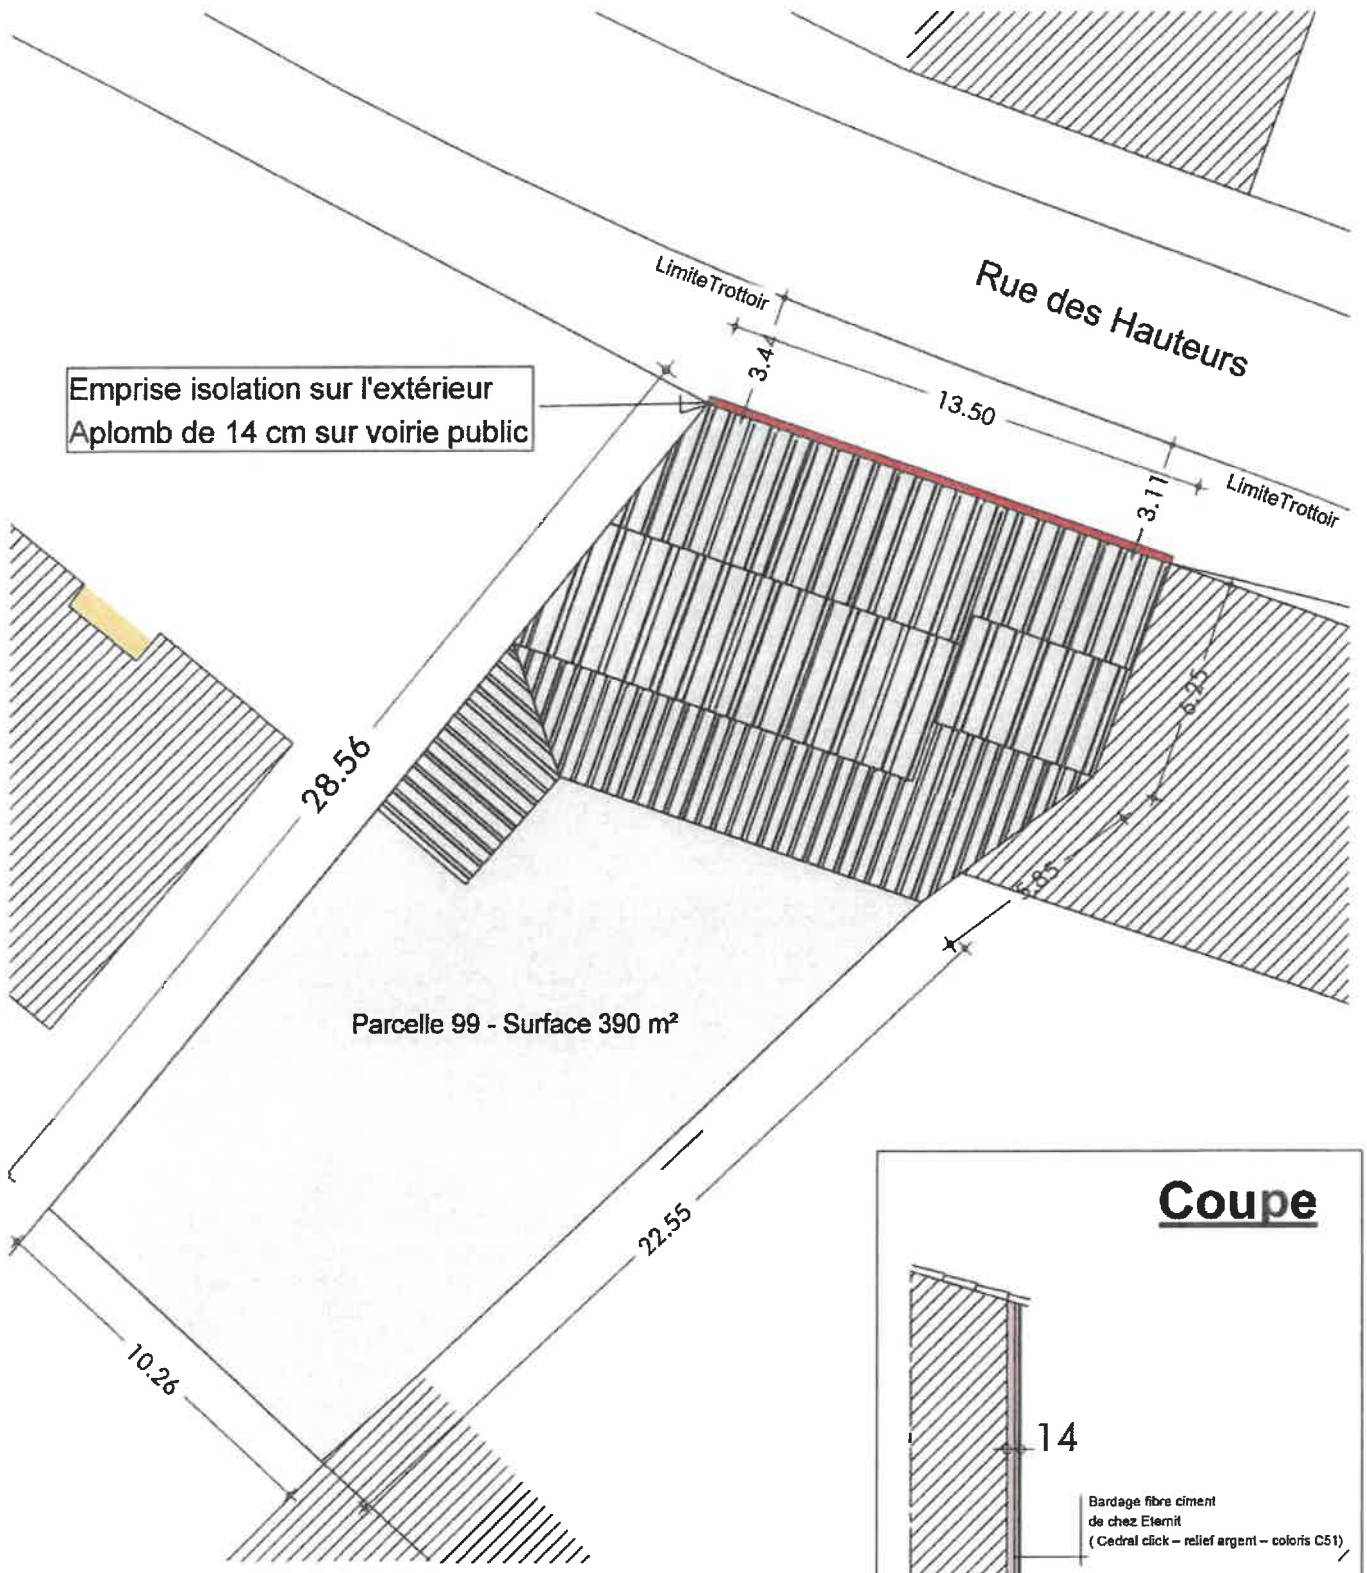 Rue des Hauteurs
LimiteTrottoir
3.44
13.50
LimiteTrottoir
3.11
Emprise isolation sur l'extérieur
Aplomb de 14 cm sur voirie public
6.25
28.56
5.85
Parcelle 99 - Surface 390 m²
22.55
10.26
Coupe
14
Bardage fibre ciment
de chez Eternit
( Cedral click – relief argent – coloris C51)